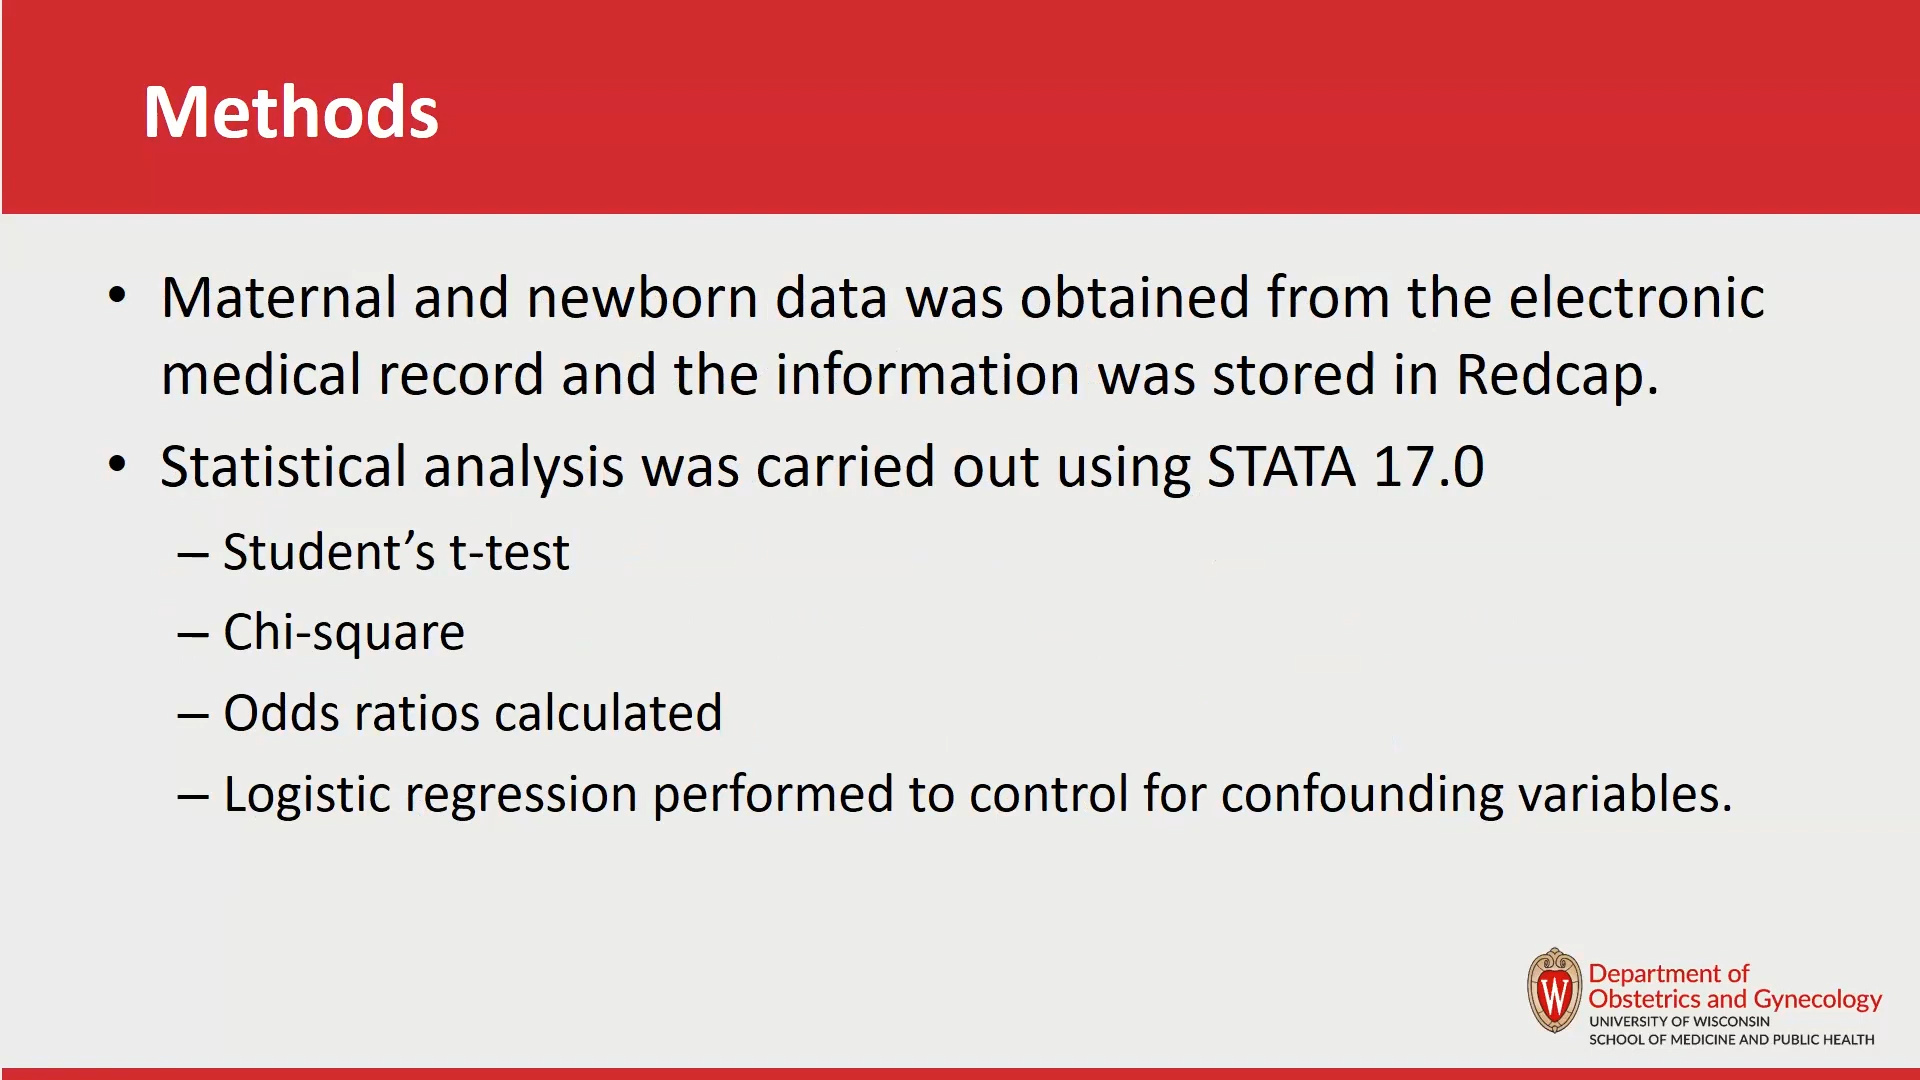 Methods
• Maternal and newborn data was obtained from the electronic
medical record and the information was stored in Redcap.
• Statistical analysis was carried out using STATA 17.0
– Student’s t-test
– Chi-square
– Odds ratios calculated
– Logistic regression performed to control for confounding variables.
W
Department of
Obstetrics and Gynecology
UNIVERSITY OF WISCONSIN
SCHOOL OF MEDICINE AND PUBLIC HEALTH